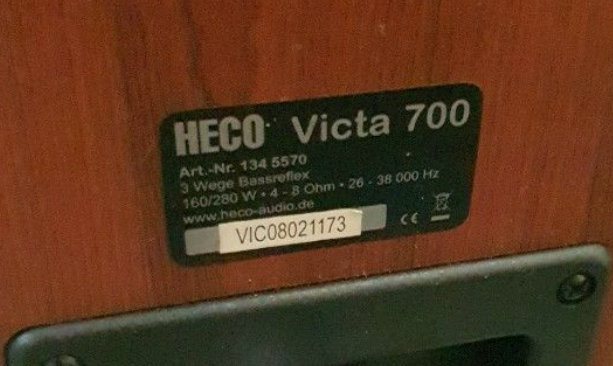 HECO Victa 700
Art.-Nr. 134 5570
3 Wege Bassreflex
160/280 W • 4 - 8 Ohm • 26 - 38 000 Hz
www.heco-audio.de
VIC08021173 CE